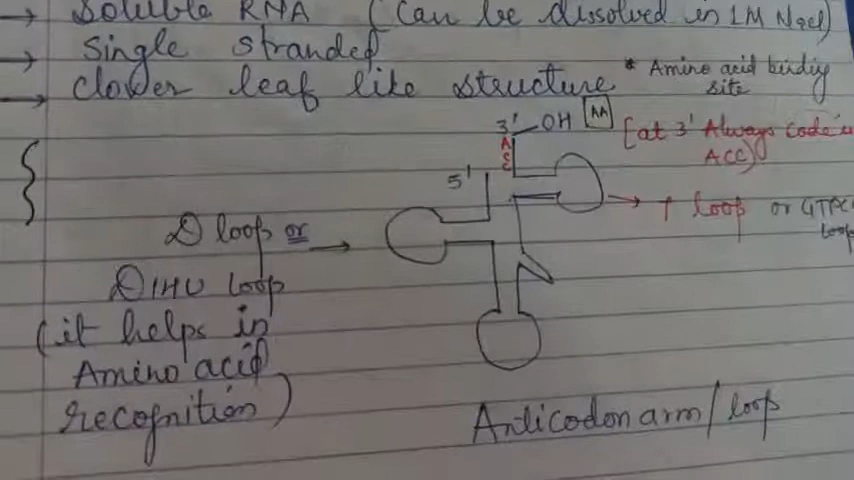 → Soluble RNA (Can be dissolved in 1M Nacl)
→ Single stranded
→ Clover leaf like structure
* Amino acid binding
site
3' OH AA
[at 3' Always code is
ACC)
A
C
C
5'
→ T loop or GTPC
loop
D loop or →
DIHU loop
(it helps in
Amino acid
recognition)
Anticodon arm/loop